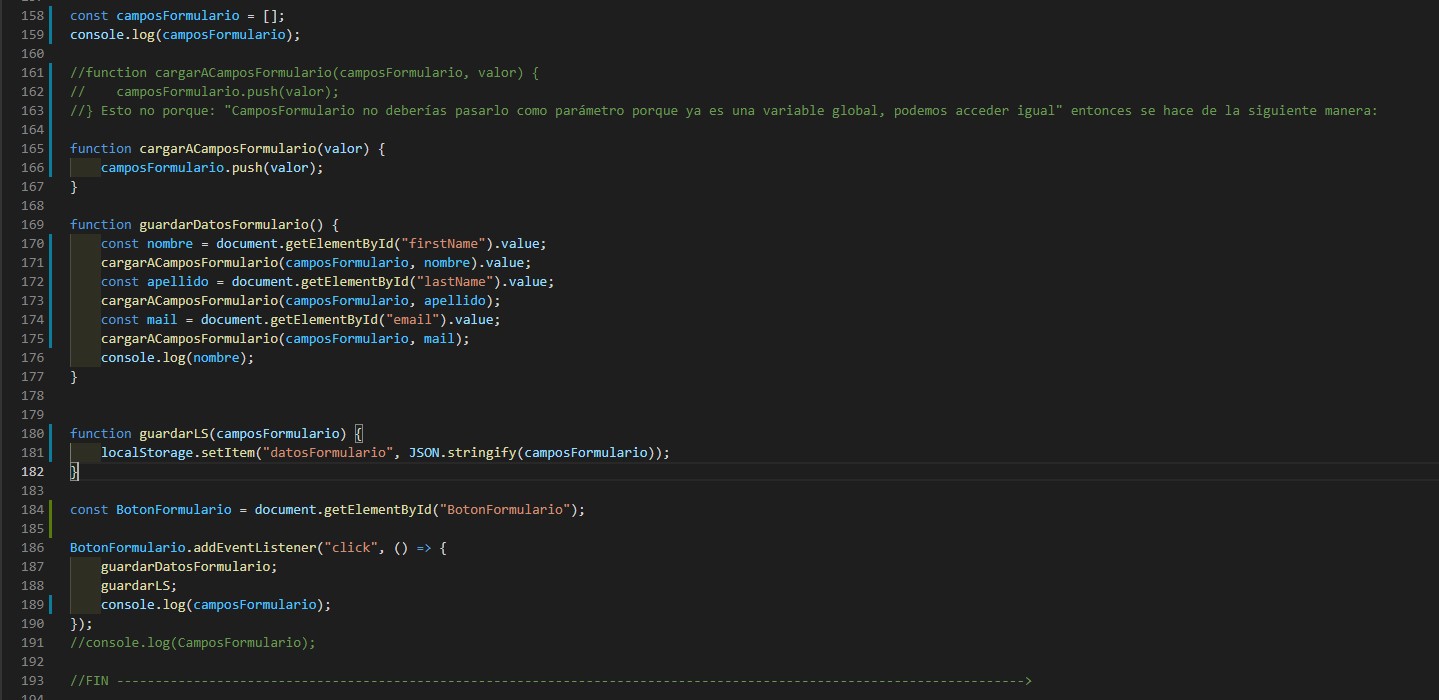 158 const camposFormulario = [];
159 console.log(camposFormulario);
160
161 //function cargarACamposFormulario(camposFormulario, valor) {
162 //    camposFormulario.push(valor);
163 //} Esto no porque: "CamposFormulario no deberías pasarlo como parámetro porque ya es una variable global, podemos acceder igual" entonces se hace de la siguiente manera:
164
165 function cargarACamposFormulario(valor) {
166     camposFormulario.push(valor);
167 }
168
169 function guardarDatosFormulario() {
170     const nombre = document.getElementById("firstName").value;
171     cargarACamposFormulario(camposFormulario, nombre).value;
172     const apellido = document.getElementById("lastName").value;
173     cargarACamposFormulario(camposFormulario, apellido);
174     const mail = document.getElementById("email").value;
175     cargarACamposFormulario(camposFormulario, mail);
176     console.log(nombre);
177 }
178
179
180 function guardarLS(camposFormulario) {
181     localStorage.setItem("datosFormulario", JSON.stringify(camposFormulario));
182 }
183
184 const BotonFormulario = document.getElementById("BotonFormulario");
185
186 BotonFormulario.addEventListener("click", () => {
187     guardarDatosFormulario;
188     guardarLS;
189     console.log(camposFormulario);
190 });
191 //console.log(CamposFormulario);
192
193 //FIN ---------------------------------------------------------------------------------------------------------------------->
194